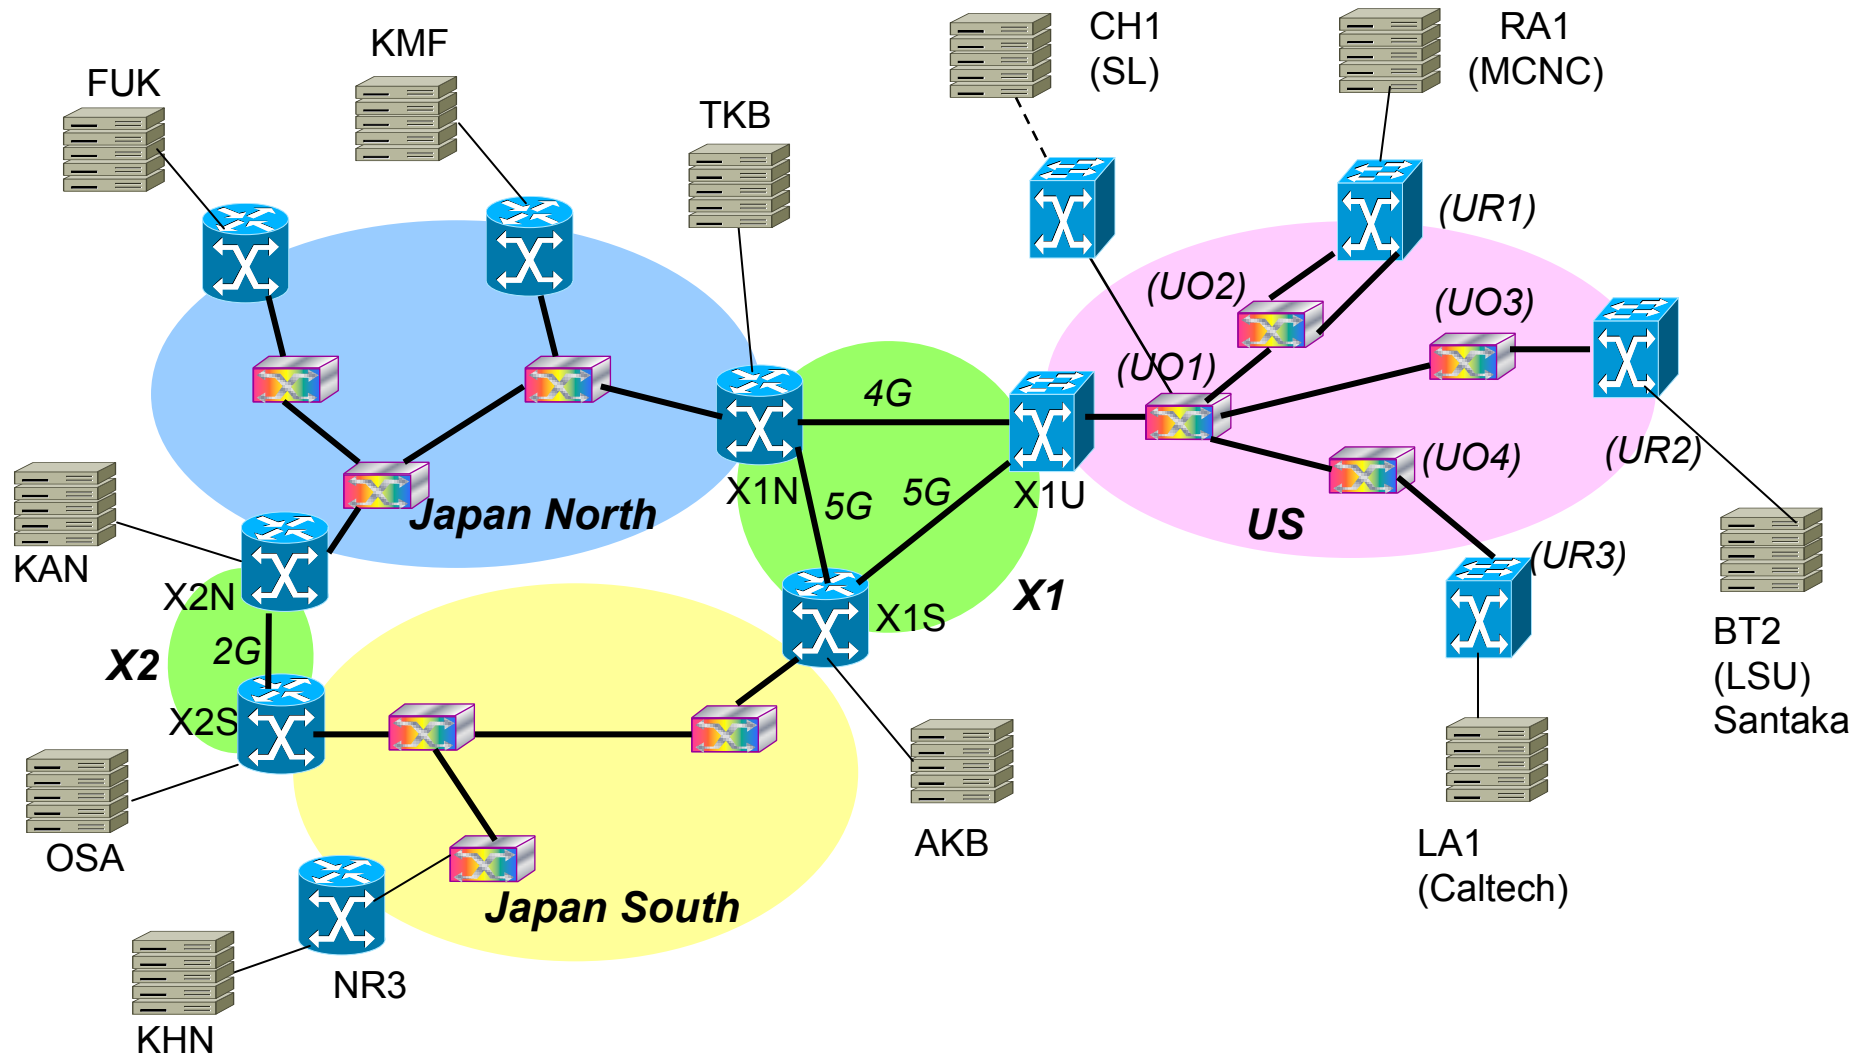 CH1
(SL)
RA1
(MCNC)
KMF
FUK
TKB
(UR1)
(UO2)
(UO3)
(UO1)
4G
(UR2)
(UO4)
X1N
5G
5G
X1U
Japan North
US
KAN
(UR3)
X2N
X1
X1S
2G
X2
BT2
(LSU)
Santaka
X2S
OSA
AKB
LA1
(Caltech)
Japan South
NR3
KHN